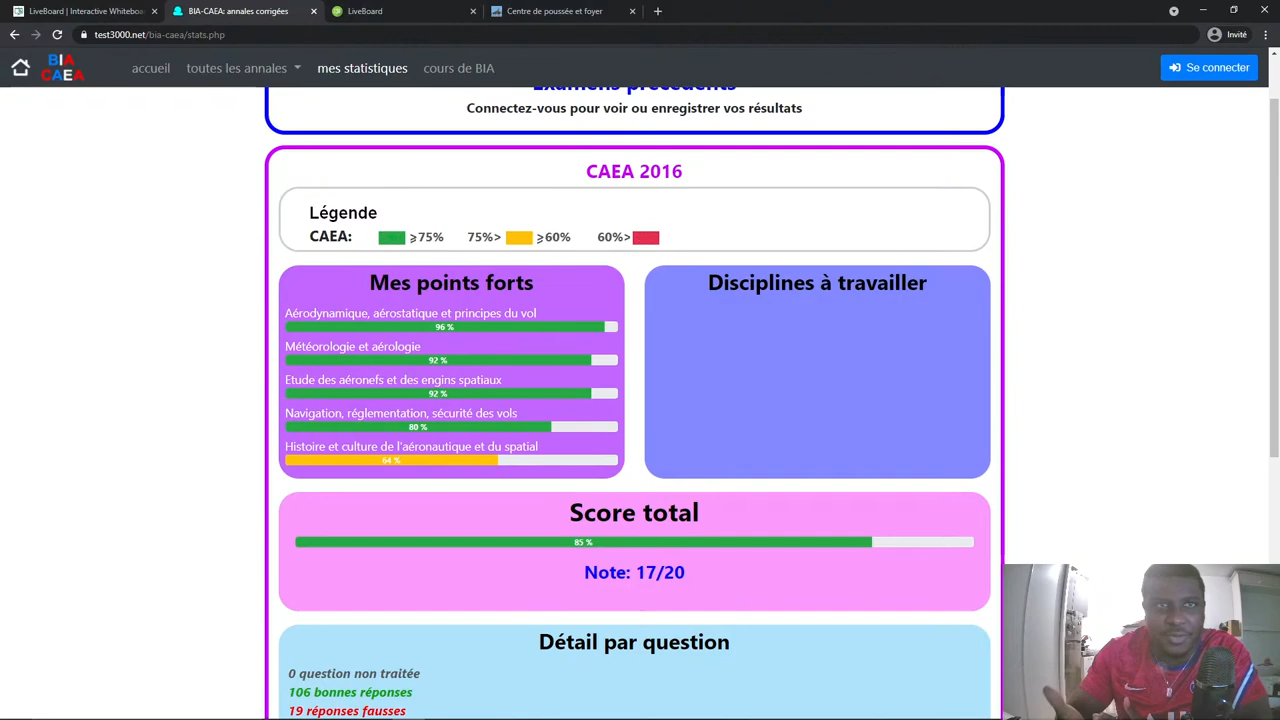 LiveBoard | Interactive Whiteboa
BIA-CAEA: annales corrigées
LiveBoard
Centre de poussée et foyer
test3000.net/bia-caea/stats.php
Invité
BIA
CAEA
accueil
toutes les annales
mes statistiques
cours de BIA
Se connecter
Examens précédents
Connectez-vous pour voir ou enregistrer vos résultats
CAEA 2016
Légende
CAEA: ⩾75% 75%> ⩾60% 60%>
Mes points forts
Aérodynamique, aérostatique et principes du vol
96 %
Météorologie et aérologie
92 %
Etude des aéronefs et des engins spatiaux
92 %
Navigation, réglementation, sécurité des vols
80 %
Histoire et culture de l'aéronautique et du spatial
64 %
Disciplines à travailler
Score total
85 %
Note: 17/20
Détail par question
0 question non traitée
106 bonnes réponses
19 réponses fausses